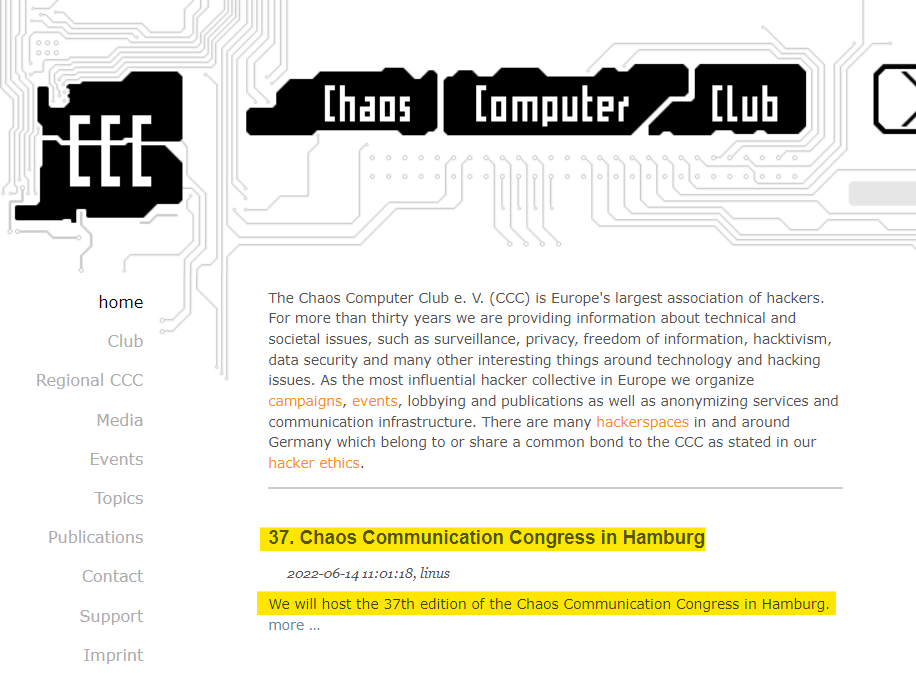 CCC
Chaos Computer Club
home
Club
Regional CCC
Media
Events
Topics
Publications
Contact
Support
Imprint
The Chaos Computer Club e. V. (CCC) is Europe's largest association of hackers.
For more than thirty years we are providing information about technical and
societal issues, such as surveillance, privacy, freedom of information, hacktivism,
data security and many other interesting things around technology and hacking
issues. As the most influential hacker collective in Europe we organize
campaigns, events, lobbying and publications as well as anonymizing services and
communication infrastructure. There are many hackerspaces in and around
Germany which belong to or share a common bond to the CCC as stated in our
hacker ethics.
37. Chaos Communication Congress in Hamburg
2022-06-14 11:01:18, linus
We will host the 37th edition of the Chaos Communication Congress in Hamburg.
more …